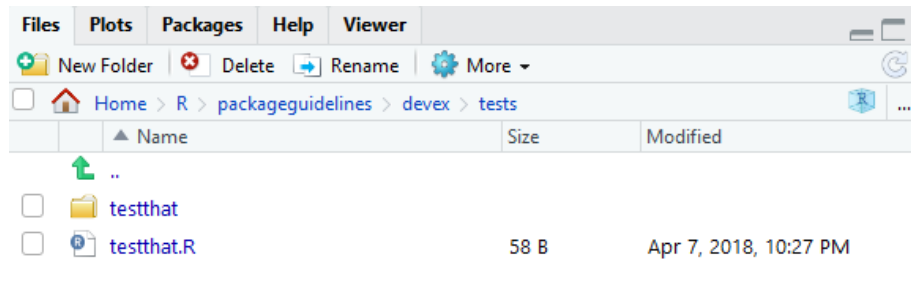 Files Plots Packages Help Viewer
New Folder Delete Rename More
Home > R > packageguidelines > devex > tests R ...
Name Size Modified
..
testthat
R testthat.R 58 B Apr 7, 2018, 10:27 PM